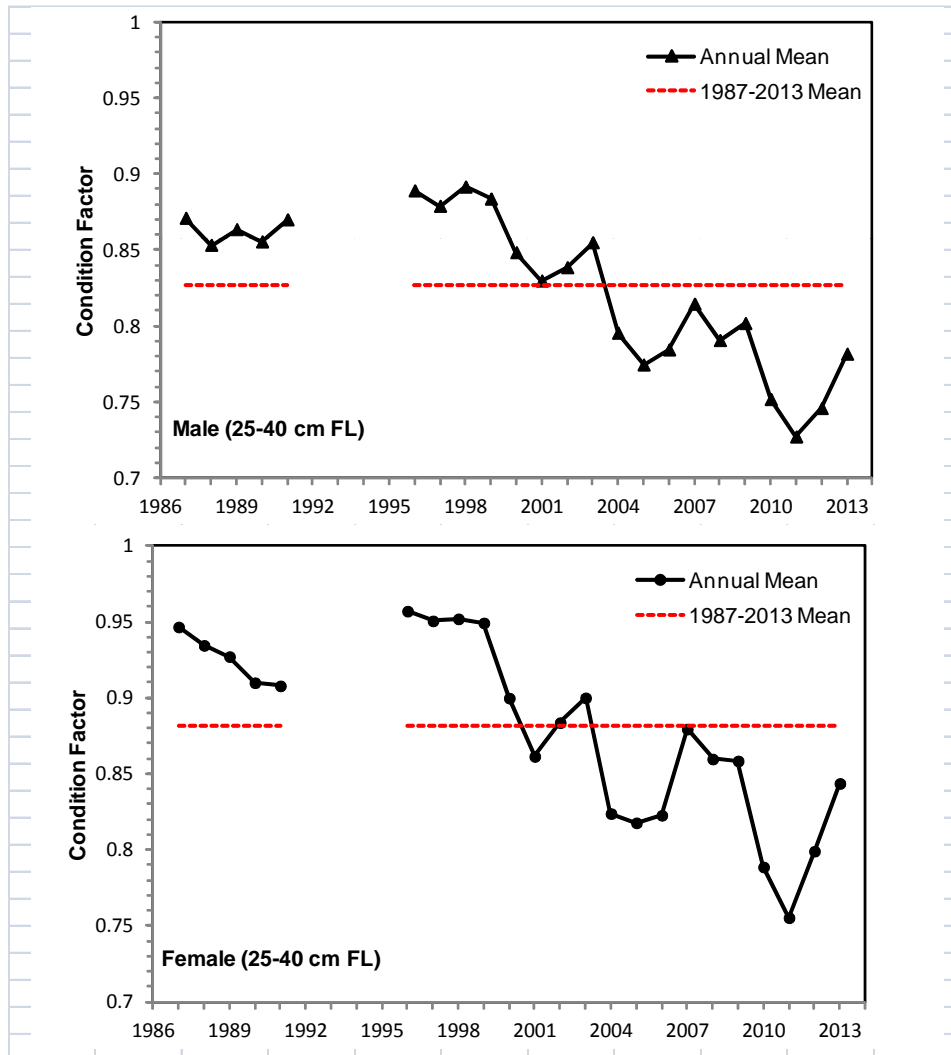 1
0.95
0.9
0.85
0.8
0.75
0.7
Condition Factor
Annual Mean
1987-2013 Mean
Male (25-40 cm FL)
1986 1989 1992 1995 1998 2001 2004 2007 2010 2013
1
0.95
0.9
0.85
0.8
0.75
0.7
Condition Factor
Annual Mean
1987-2013 Mean
Female (25-40 cm FL)
1986 1989 1992 1995 1998 2001 2004 2007 2010 2013